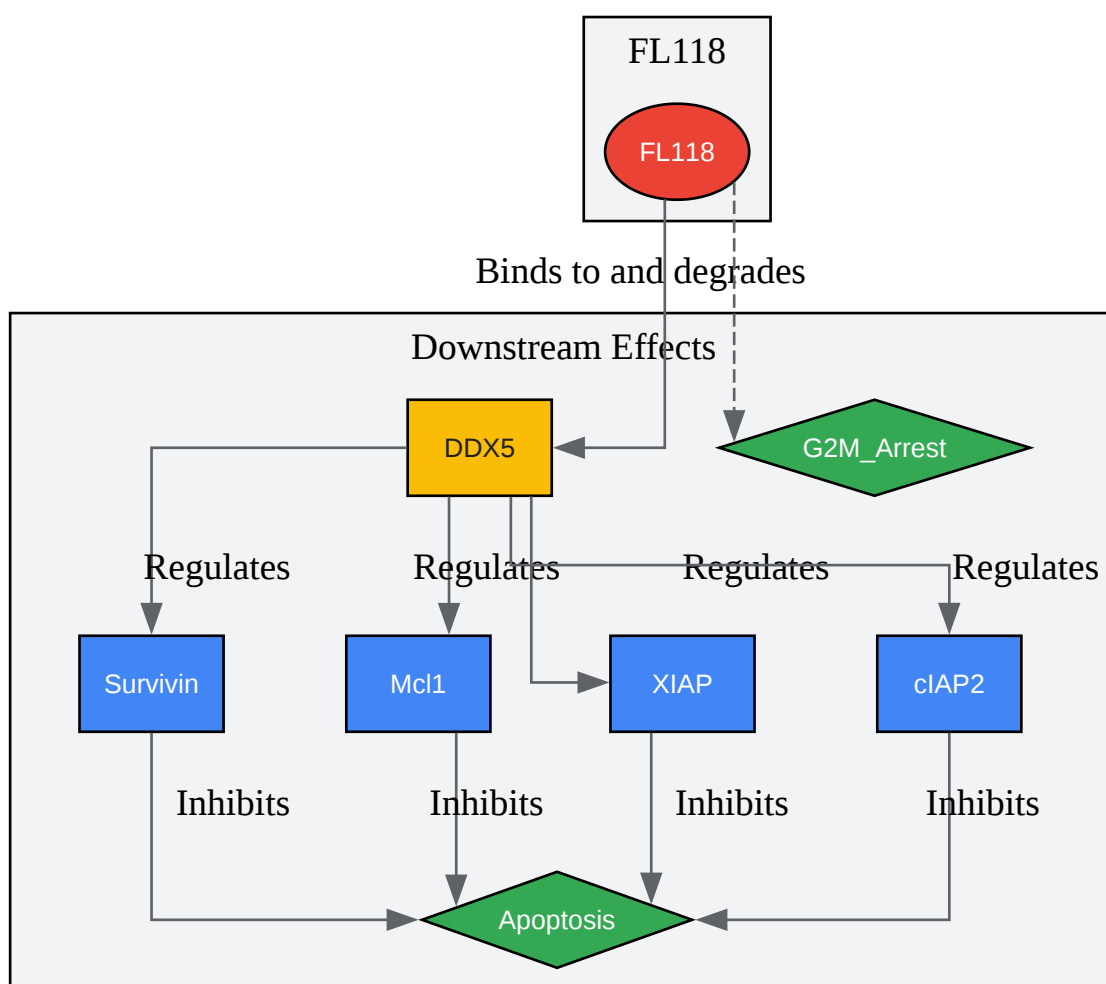 FL118
FL118
Binds to and degrades
Downstream Effects
DDX5
G2M_Arrest
Regulates
Regulates
Regulates
Regulates
Survivin
Mcl1
XIAP
cIAP2
Inhibits
Inhibits
Inhibits
Inhibits
Apoptosis